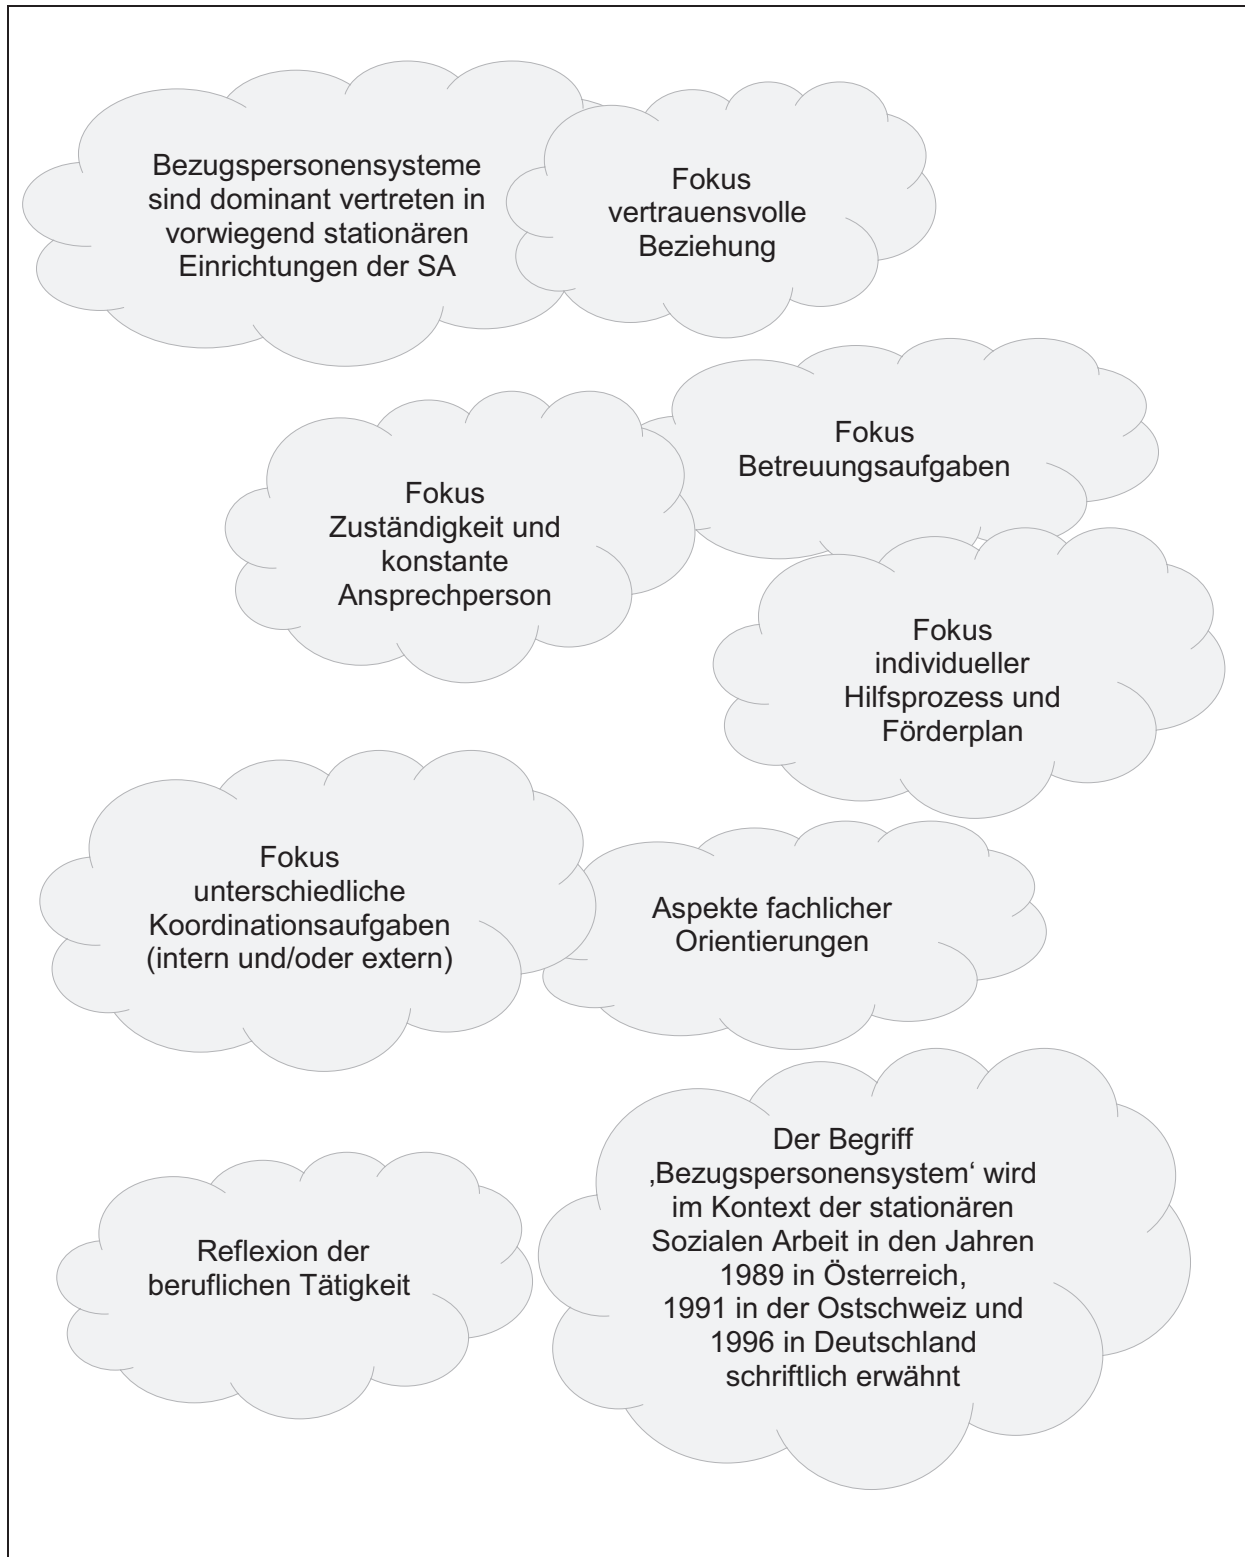 Bezugspersonensysteme
sind dominant vertreten in
vorwiegend stationären
Einrichtungen der SA
Fokus
vertrauensvolle
Beziehung
Fokus
Betreuungsaufgaben
Fokus
Zuständigkeit und
konstante
Ansprechperson
Fokus
individueller
Hilfsprozess und
Förderplan
Fokus
unterschiedliche
Koordinationsaufgaben
(intern und/oder extern)
Aspekte fachlicher
Orientierungen
Der Begriff
‚Bezugspersonensystem‘ wird
im Kontext der stationären
Sozialen Arbeit in den Jahren
1989 in Österreich,
1991 in der Ostschweiz und
1996 in Deutschland
schriftlich erwähnt
Reflexion der
beruflichen Tätigkeit